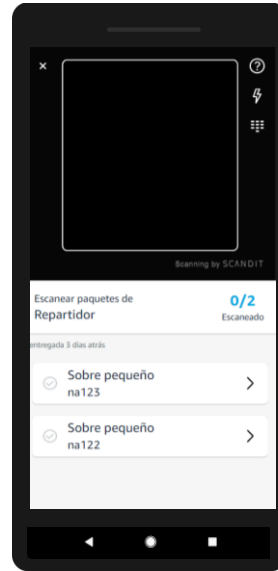 Scanning by SCANDIT
Escanear paquetes de
Repartidor
0/2
Escaneado
entregada 3 días atrás
Sobre pequeño
na123
Sobre pequeño
na122